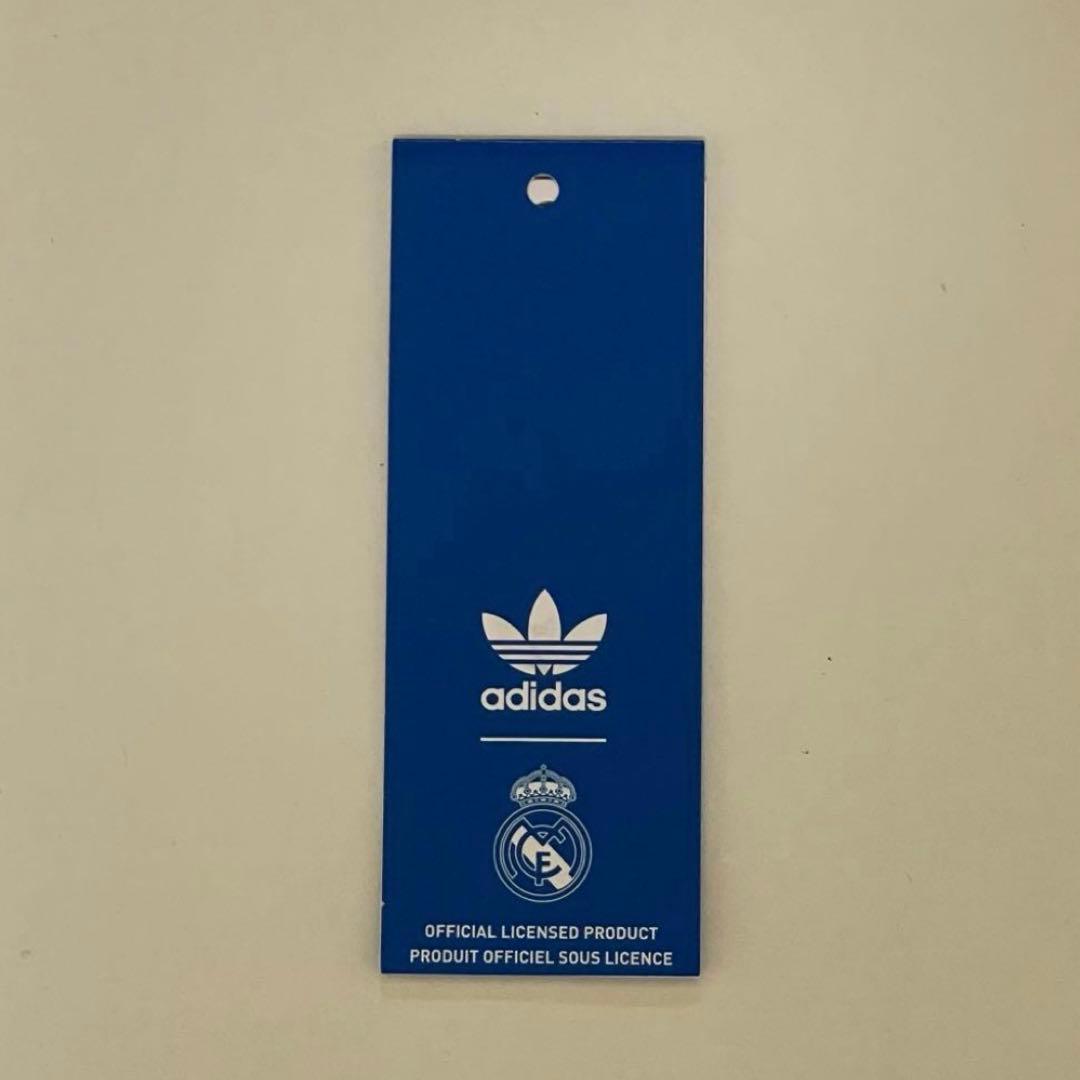 adidas
OFFICIAL LICENSED PRODUCT
PRODUIT OFFICIEL SOUS LICENCE